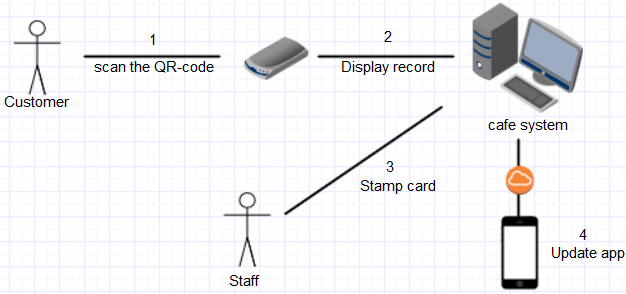 1
scan the QR-code
Customer
2
Display record
cafe system
3
Stamp card
Staff
4
Update app